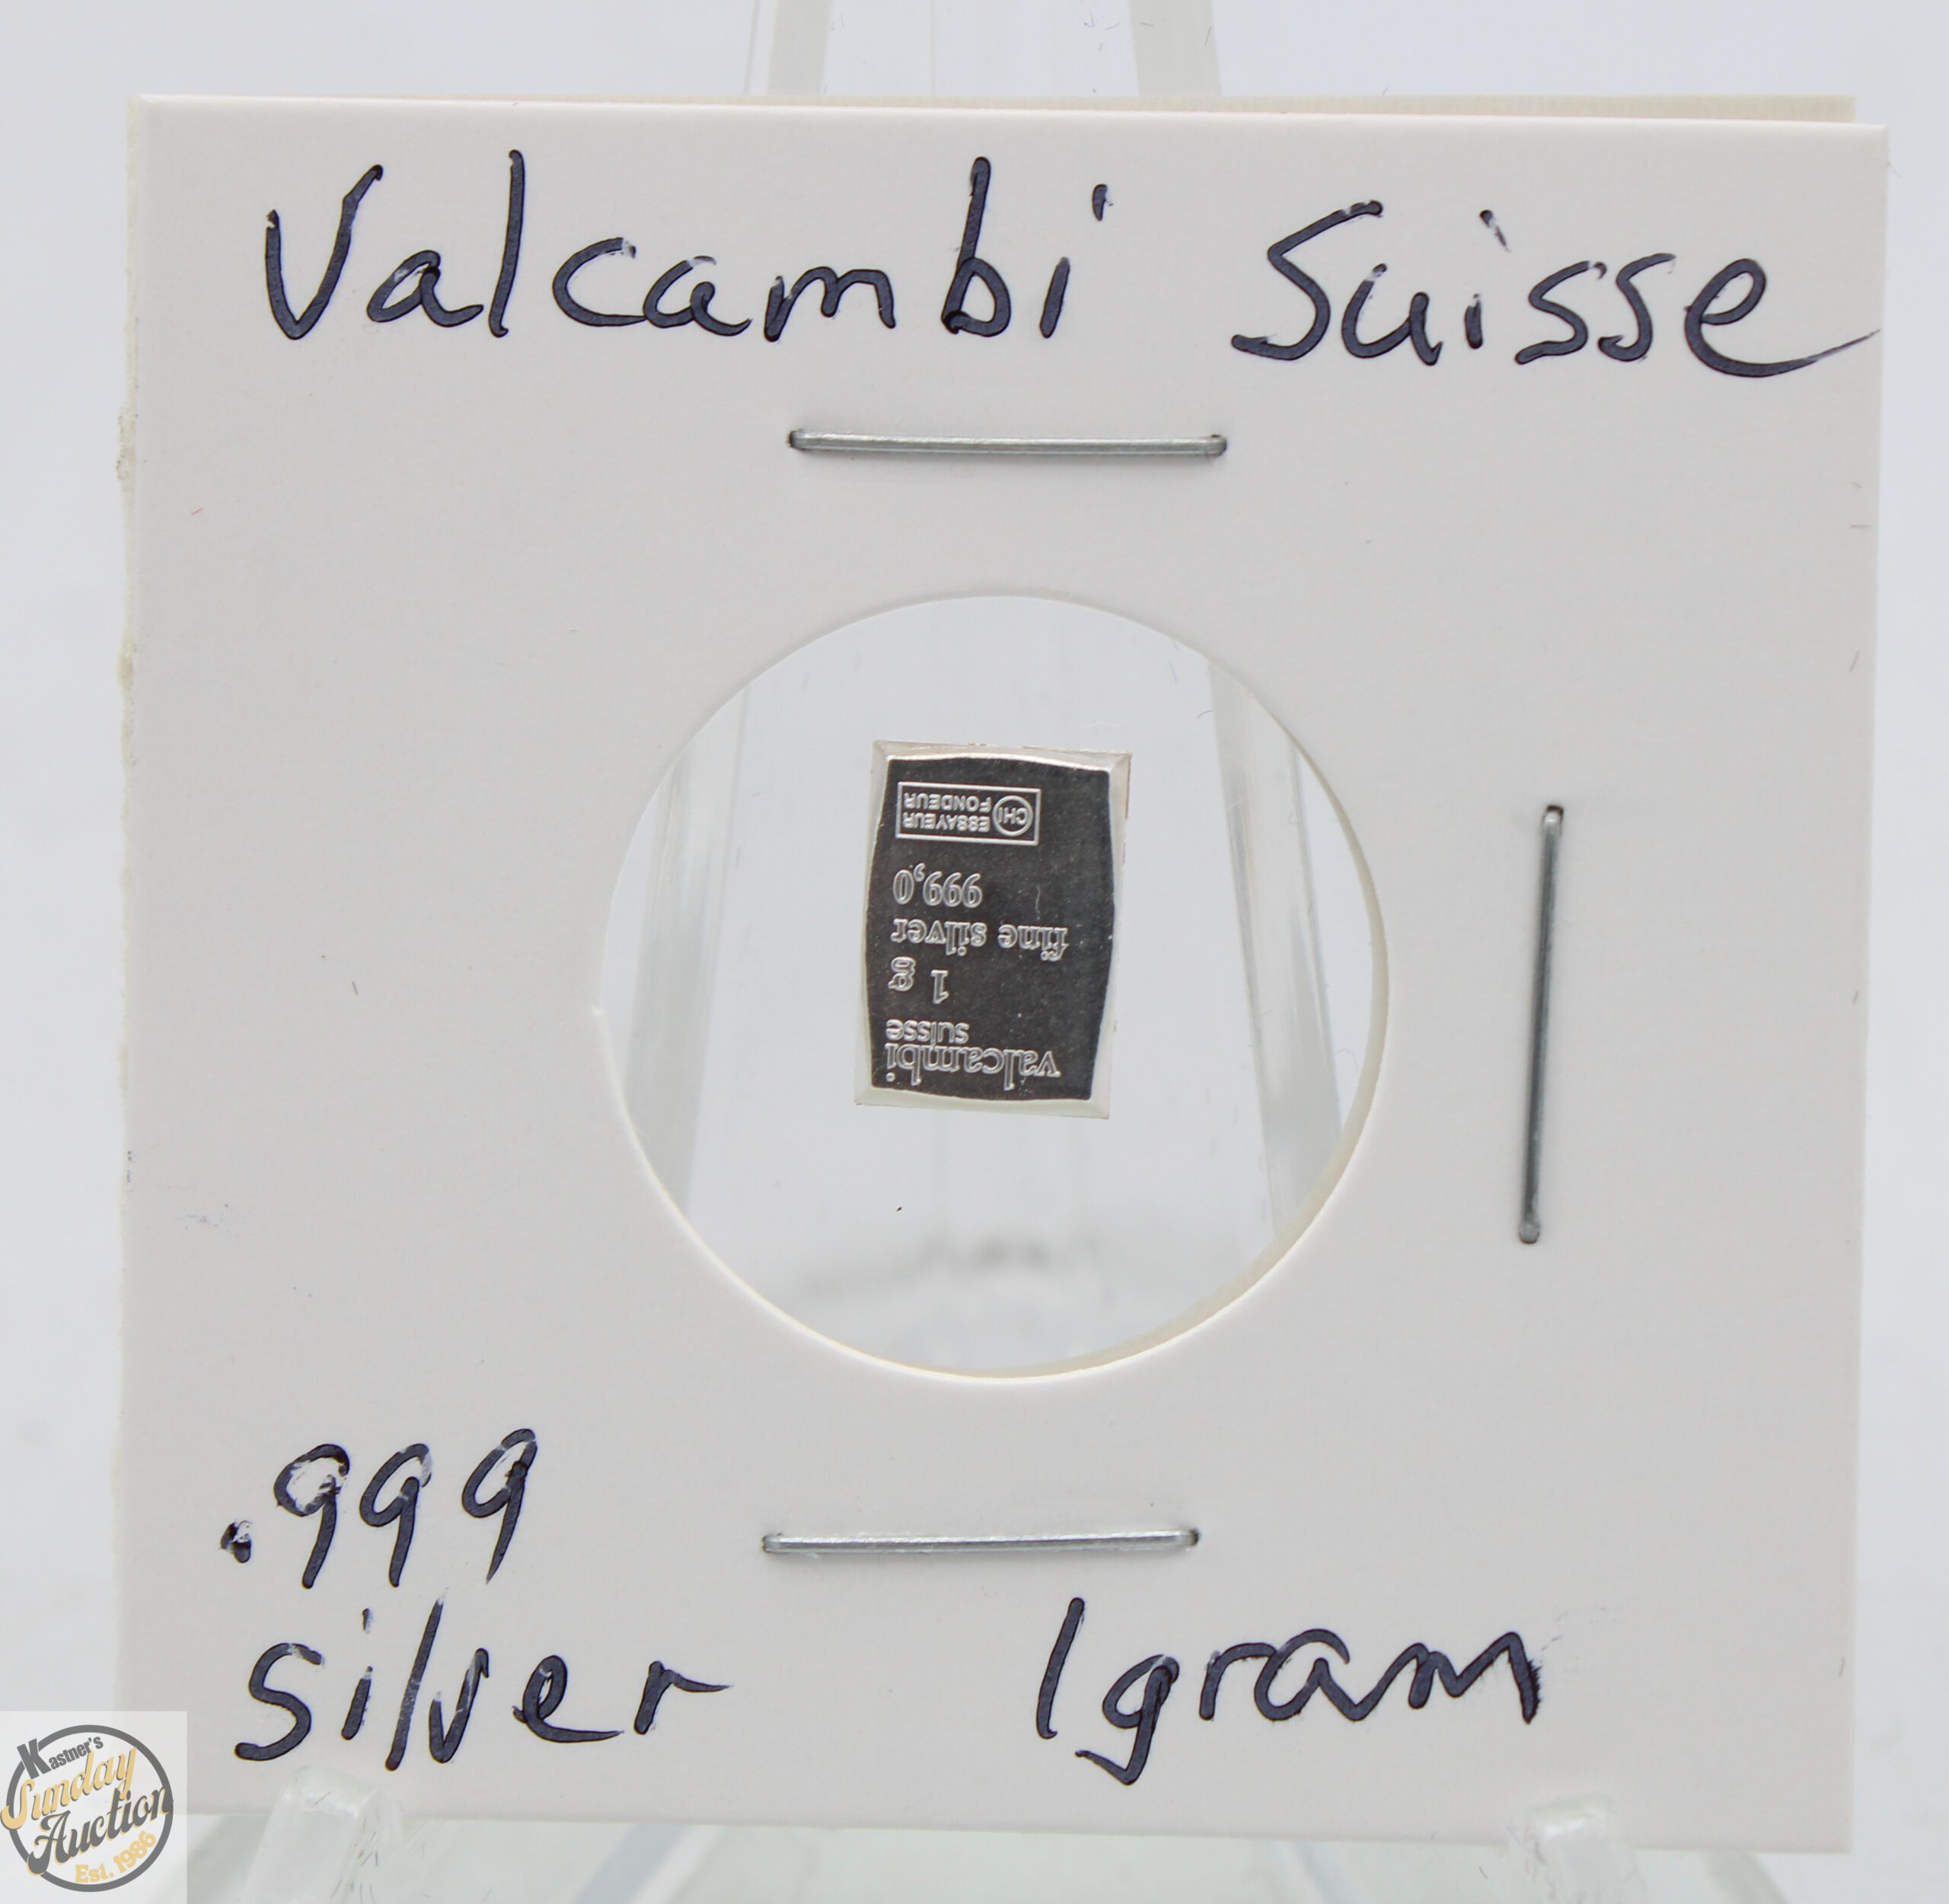 Valcambi Suisse
valcambi
suisse
1 g
fine silver
999,0
CHI ESSAYEUR
FONDEUR
.999
silver 1gram
Kastner's
Sunday
Auction
Est. 1986